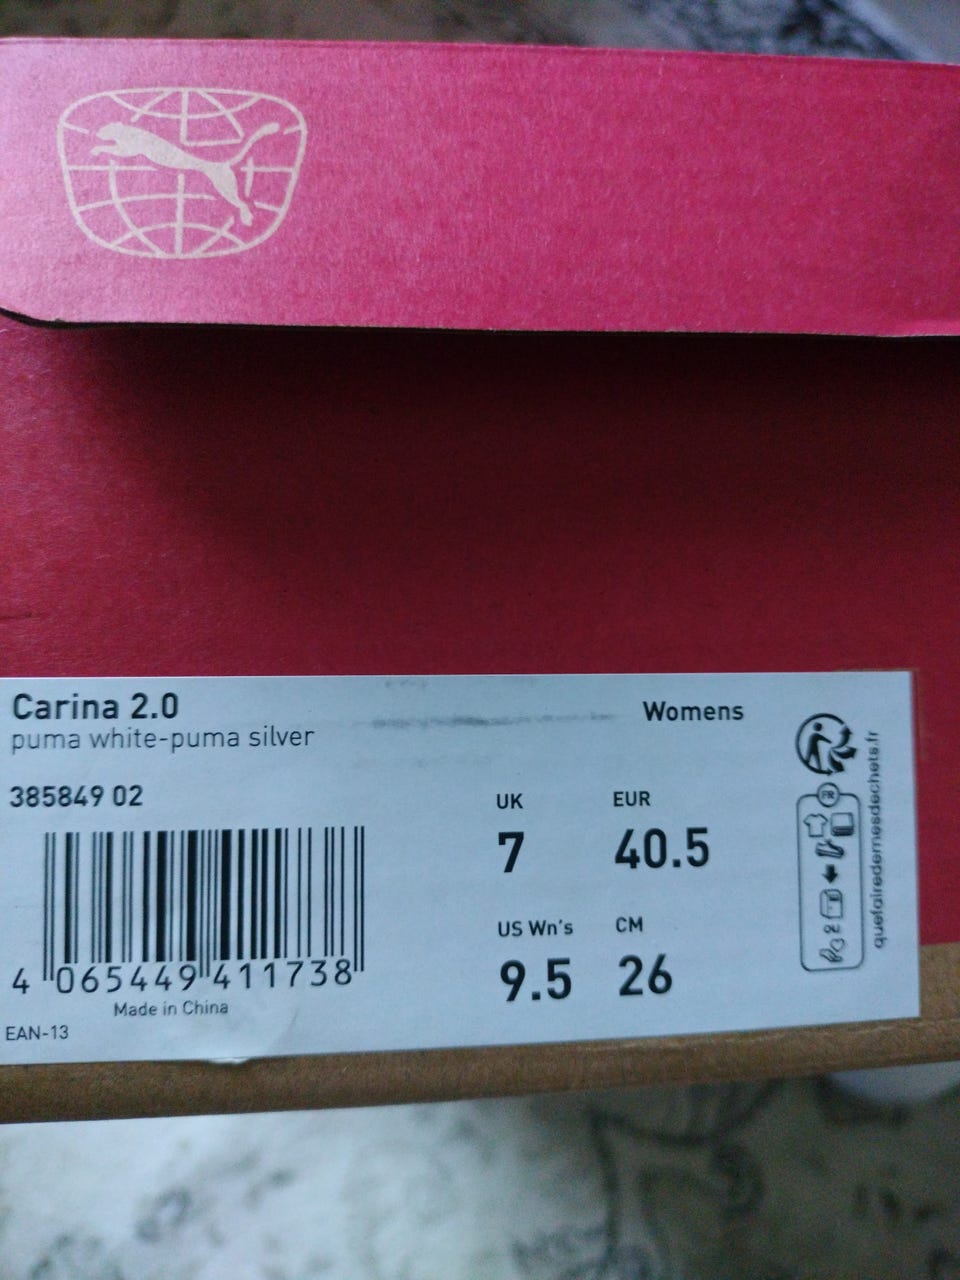 Carina 2.0
puma white-puma silver
Womens
385849 02
UK
7
EUR
40.5
US Wn's
9.5
CM
26
4 065449 411738
Made in China
EAN-13
FR
quefairedemesdechets.fr